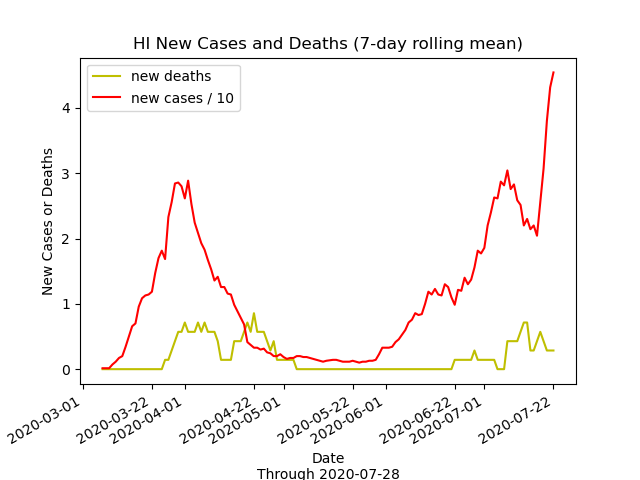 HI New Cases and Deaths (7-day rolling mean)
new deaths
new cases / 10
New Cases or Deaths
4
3
2
1
0
2020-03-01
2020-03-22
2020-04-01
2020-04-22
2020-05-01
2020-05-22
2020-06-01
2020-06-22
2020-07-01
2020-07-22
Date
Through 2020-07-28